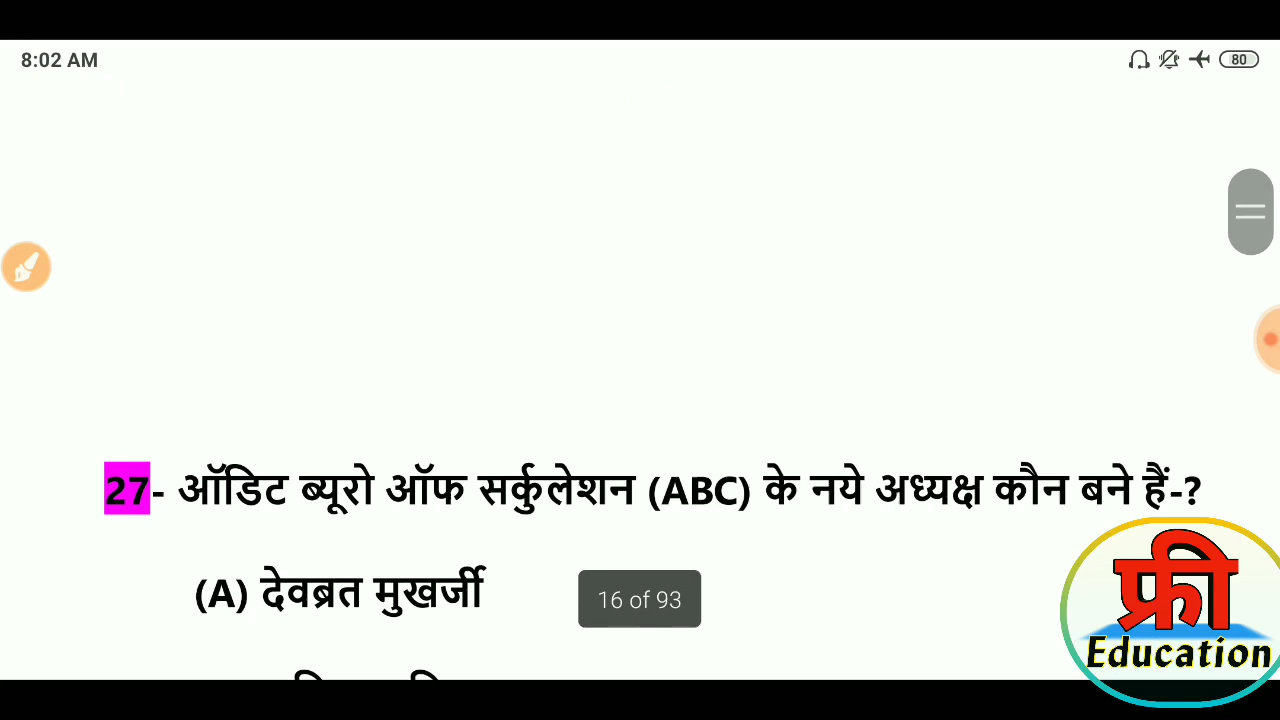 8:02 AM
80
27- ऑडिट ब्यूरो ऑफ सर्कुलेशन (ABC) के नये अध्यक्ष कौन बने हैं-?
(A) देवब्रत मुखर्जी
16 of 93
फ्री
Education